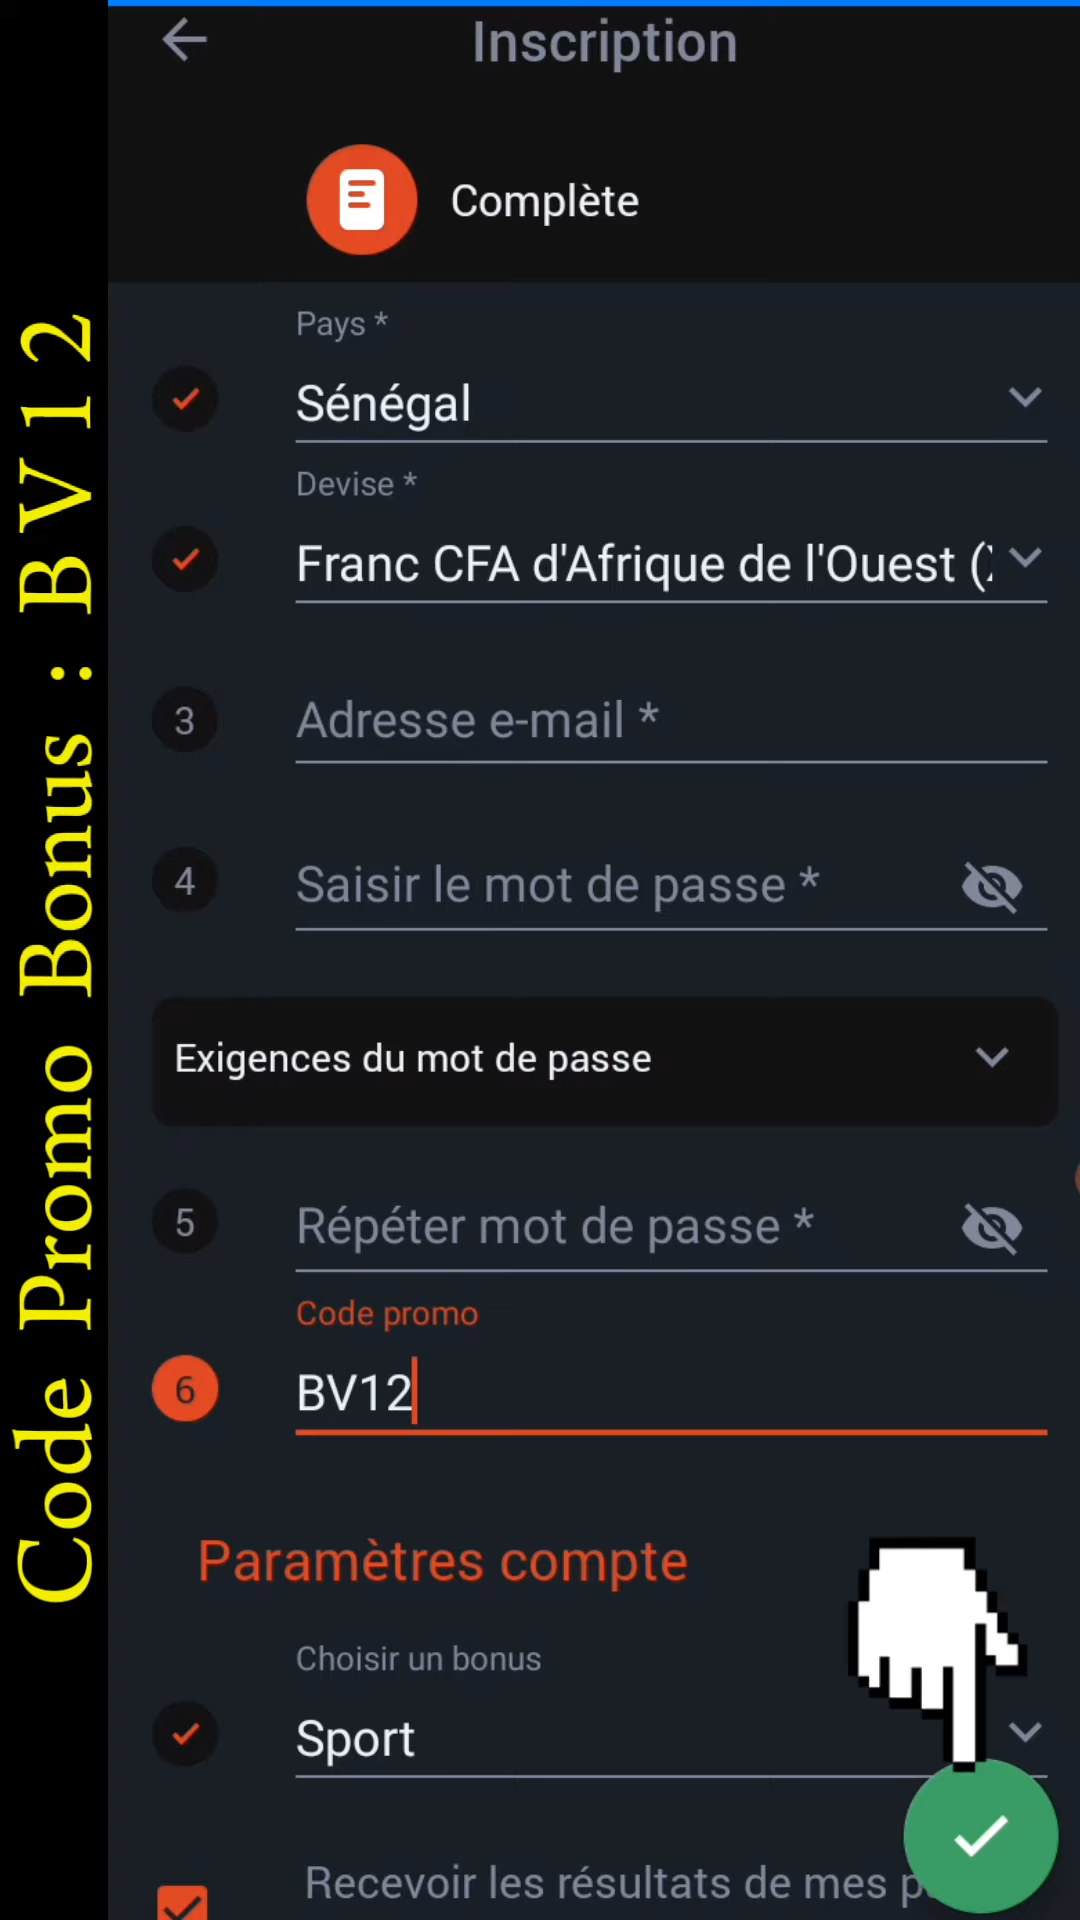 Inscription
Complète
Code Promo Bonus : BV12
Pays *
Sénégal
Devise *
Franc CFA d'Afrique de l'Ouest (
3
Adresse e-mail *
4
Saisir le mot de passe *
Exigences du mot de passe
5
Répéter mot de passe *
Code promo
6
BV12
Paramètres compte
Choisir un bonus
Sport
Recevoir les résultats de mes